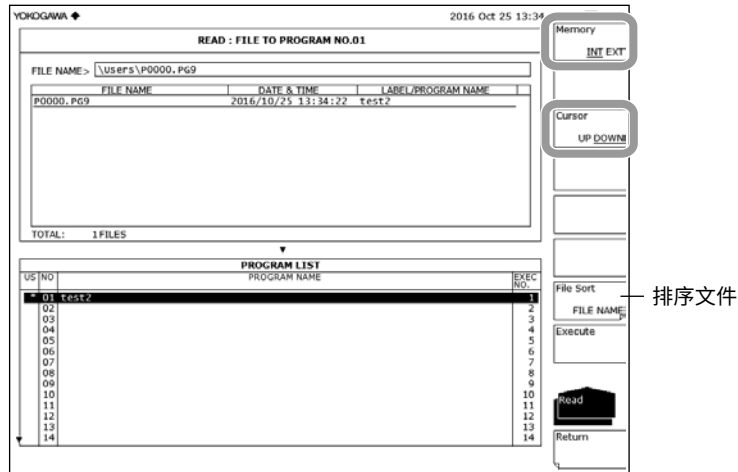 YOKOGAWA ◆ 2016 Oct 25 13:34
READ : FILE TO PROGRAM NO.01
FILE NAME> \Users\P0000.PG9
FILE NAME DATE & TIME LABEL/PROGRAM NAME
P0000.PG9 2016/10/25 13:34:22 test2
TOTAL: 1FILES
▼
PROGRAM LIST
US NO PROGRAM NAME EXEC NO.
* 01 test2 1
02 2
03 3
04 4
05 5
06 6
07 7
08 8
09 9
10 10
11 11
12 12
13 13
14 14
Memory
INT EXT
Cursor
UP DOWN
File Sort
FILE NAME
排序文件
Execute
Read
Return